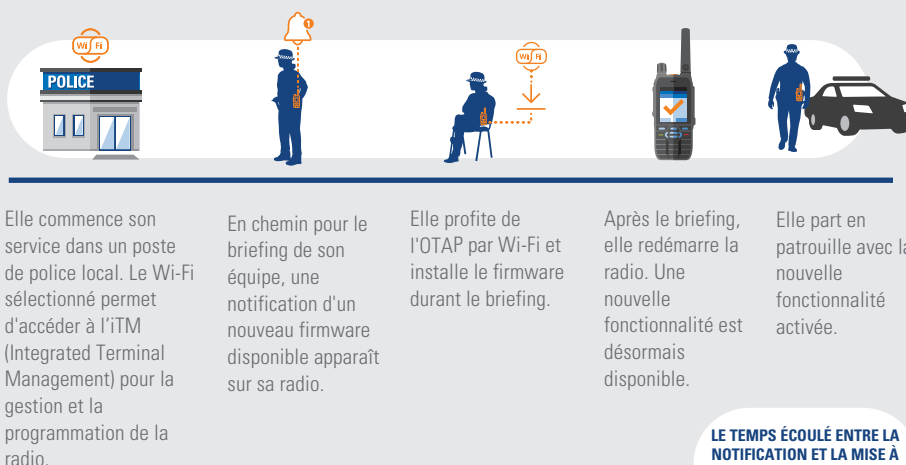 Wi Fi
1
Wi Fi
POLICE
Elle commence son
service dans un poste
de police local. Le Wi-Fi
sélectionné permet
d'accéder à l'iTM
(Integrated Terminal
Management) pour la
gestion et la
programmation de la
radio.
En chemin pour le
briefing de son
équipe, une
notification d'un
nouveau firmware
disponible apparaît
sur sa radio.
Elle profite de
l'OTAP par Wi-Fi et
installe le firmware
durant le briefing.
Après le briefing,
elle redémarre la
radio. Une
nouvelle
fonctionnalité est
désormais
disponible.
Elle part en
patrouille avec la
nouvelle
fonctionnalité
activée.
LE TEMPS ÉCOULÉ ENTRE LA
NOTIFICATION ET LA MISE À